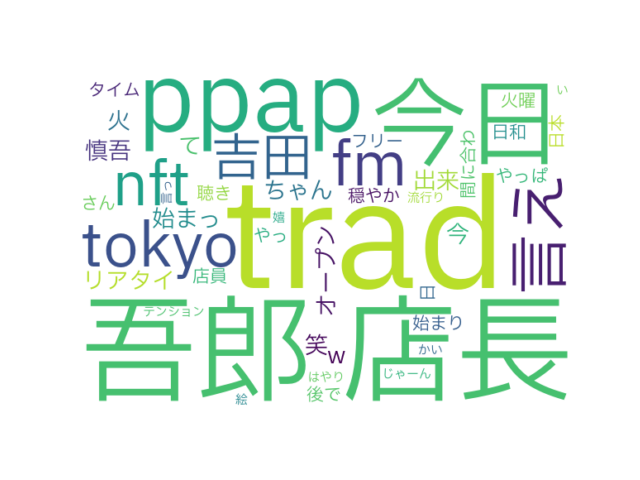 ppap
今日
タイム
火曜
い
火
慎吾
て
吉田
fm
フリー
日和
日本
間に合わ
nft
聴き
言っ
ちゃん
穏やか
出来
流行り
やっぱ
さん
始まっ
嬉
trad
言え
tokyo
やっ
オープン
今
リアタイ
店員
日
吾郎
店長
テンション
始まり
笑
w
かい
はやり
じゃーん
後で
絵